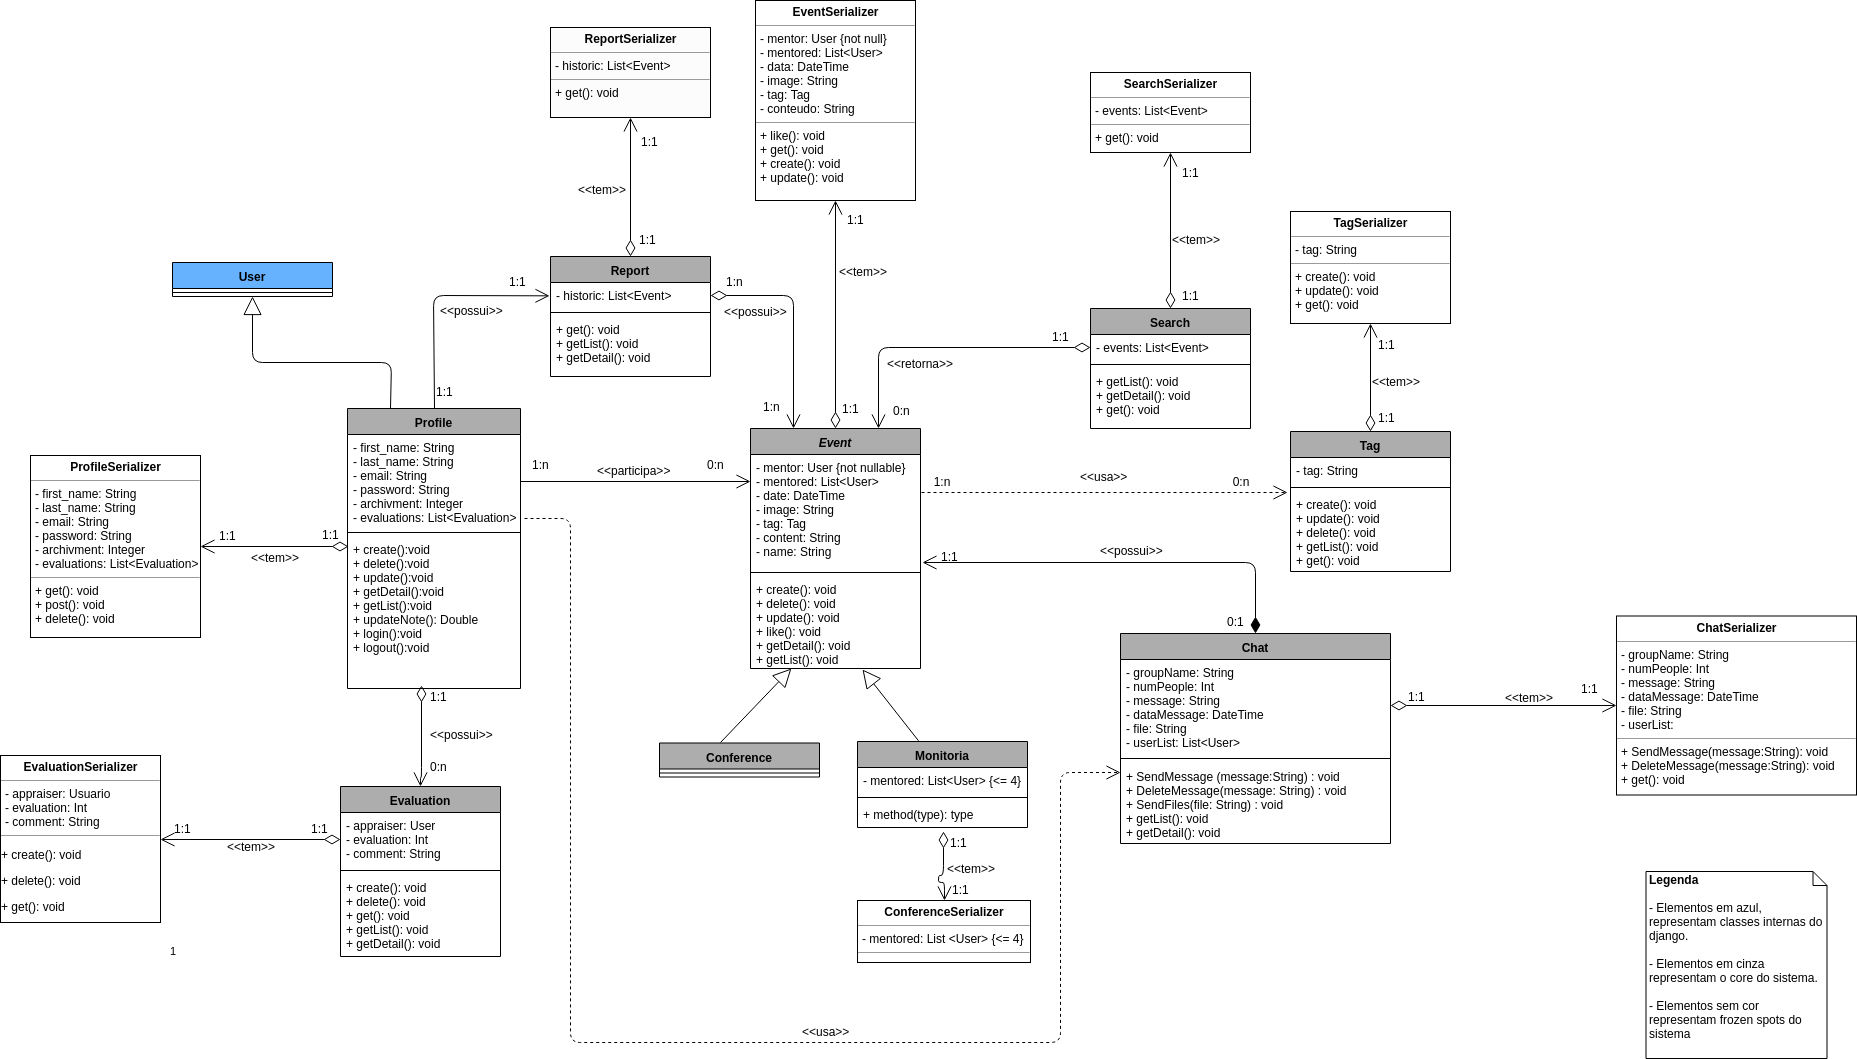 EventSerializer
- mentor: User {not null}
- mentored: List<User>
- data: DateTime
- image: String
- tag: Tag
- conteudo: String
+ like(): void
+ get(): void
+ create(): void
+ update(): void
ReportSerializer
- historic: List<Event>
+ get(): void
1:1
<<tem>>
1:1
1:1
<<tem>>
1:1
SearchSerializer
- events: List<Event>
+ get(): void
1:1
<<tem>>
1:1
TagSerializer
- tag: String
+ create(): void
+ update(): void
+ get(): void
1:1
<<tem>>
1:1
User
Report
- historic: List<Event>
+ get(): void
+ getList(): void
+ getDetail(): void
1:1
<<possui>>
1:1
1:n
<<possui>>
1:n
Search
- events: List<Event>
+ getList(): void
+ getDetail(): void
+ get(): void
1:1
<<retorna>>
0:n
Profile
- first_name: String
- last_name: String
- email: String
- password: String
- archivment: Integer
- evaluations: List<Evaluation>
+ create():void
+ delete():void
+ update():void
+ getDetail():void
+ getList():void
+ updateNote(): Double
+ login():void
+ logout():void
ProfileSerializer
- first_name: String
- last_name: String
- email: String
- password: String
- archivment: Integer
- evaluations: List<Evaluation>
+ get(): void
+ post(): void
+ delete(): void
1:1
<<tem>>
1:1
1:n
<<participa>>
0:n
Event
- mentor: User {not nullable}
- mentored: List<User>
- date: DateTime
- image: String
- tag: Tag
- content: String
- name: String
+ create(): void
+ delete(): void
+ update(): void
+ like(): void
+ getDetail(): void
+ getList(): void
1:n
<<usa>>
0:n
Tag
- tag: String
+ create(): void
+ update(): void
+ delete(): void
+ getList(): void
+ get(): void
1:1
<<possui>>
0:1
Chat
- groupName: String
- numPeople: Int
- message: String
- dataMessage: DateTime
- file: String
- userList: List<User>
+ SendMessage (message:String) : void
+ DeleteMessage(message: String) : void
+ SendFiles(file: String) : void
+ getList(): void
+ getDetail(): void
1:1
<<tem>>
1:1
ChatSerializer
- groupName: String
- numPeople: Int
- message: String
- dataMessage: DateTime
- file: String
- userList:
+ SendMessage(message:String): void
+ DeleteMessage(message:String): void
+ get(): void
1:1
<<possui>>
0:n
EvaluationSerializer
- appraiser: Usuario
- evaluation: Int
- comment: String
+ create(): void
+ delete(): void
+ get(): void
1:1
<<tem>>
1:1
Evaluation
- appraiser: User
- evaluation: Int
- comment: String
+ create(): void
+ delete(): void
+ get(): void
+ getList(): void
+ getDetail(): void
1
Conference
Monitoria
- mentored: List<User> {<= 4}
+ method(type): type
1:1
<<tem>>
1:1
ConferenceSerializer
- mentored: List <User> {<= 4}
<<usa>>
Legenda
- Elementos em azul,
representam classes internas do
django.
- Elementos em cinza
representam o core do sistema.
- Elementos sem cor
representam frozen spots do
sistema